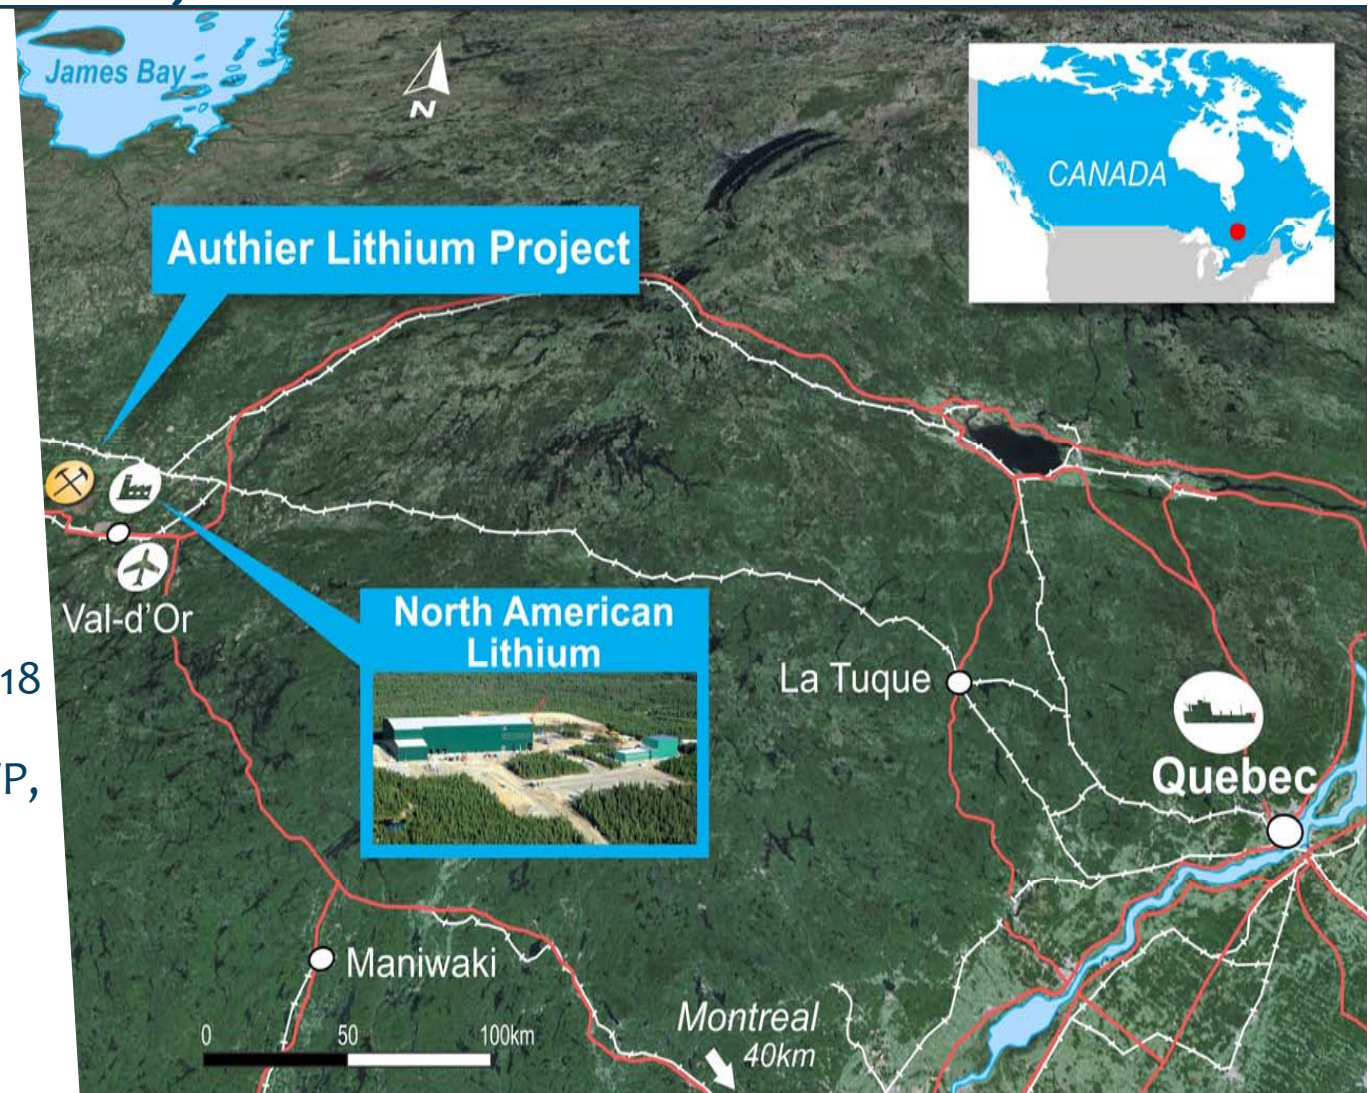 James Bay
N
CANADA
Authier Lithium Project
Val-d'Or
North American
Lithium
18
La Tuque
P,
Quebec
Maniwaki
Montreal
40km
0 50 100km